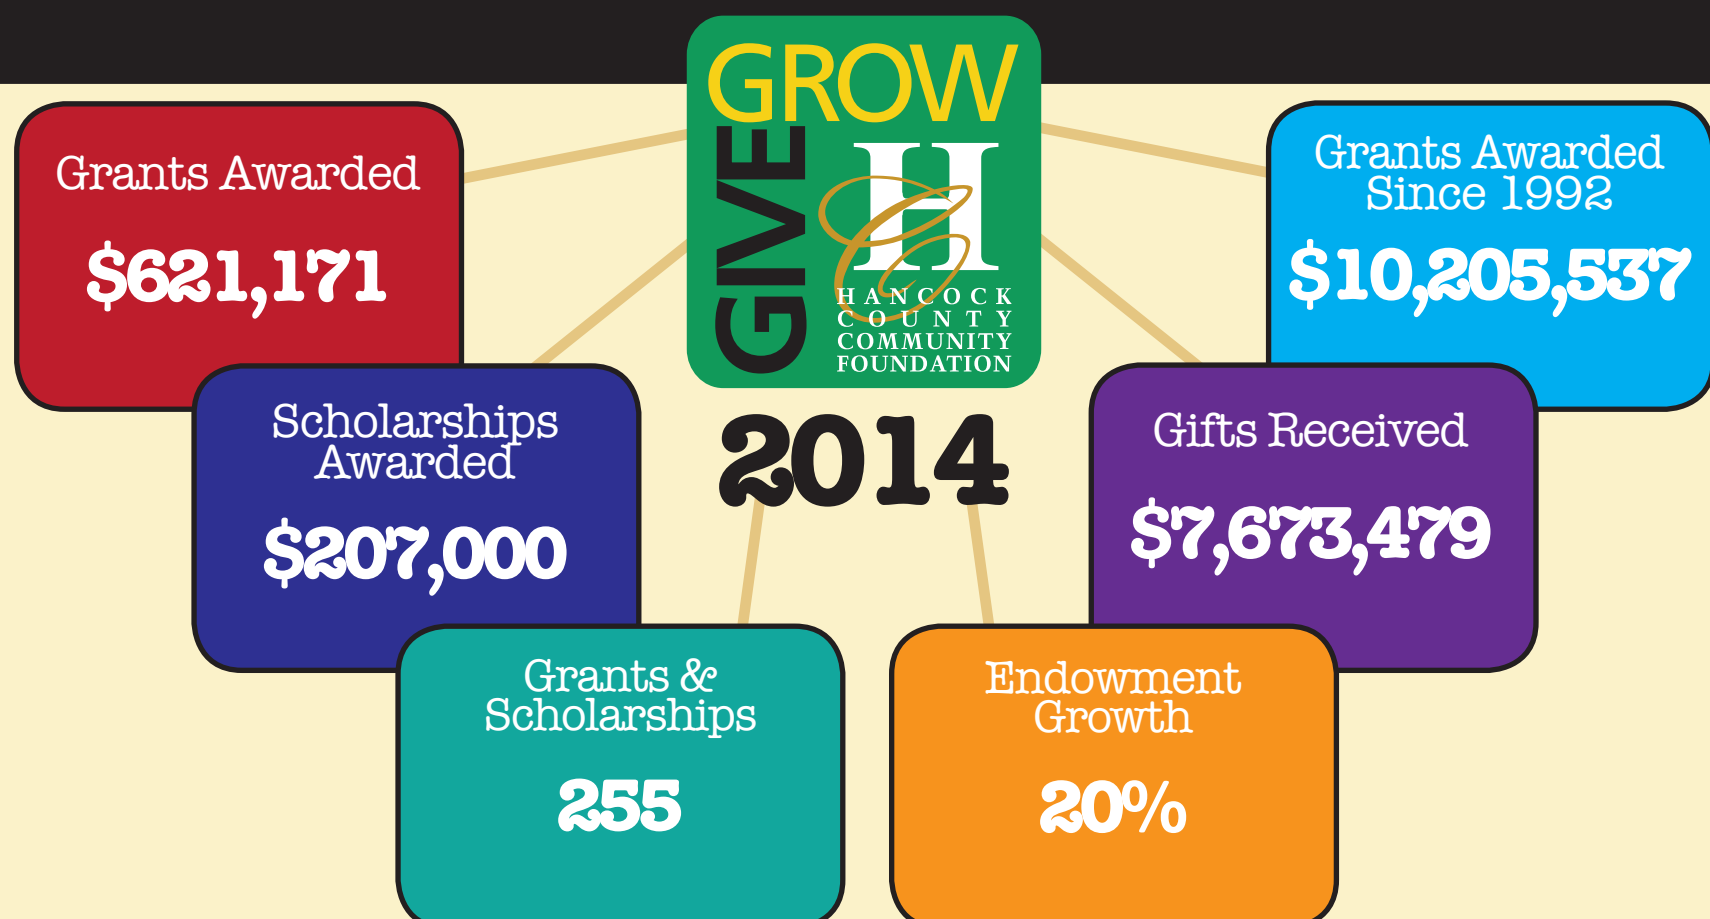 GROW
GIVE
H
HANCOCK
COUNTY
COMMUNITY
FOUNDATION
2014
Grants Awarded
$621,171
Scholarships
Awarded
$207,000
Grants &
Scholarships
255
Endowment
Growth
20%
Gifts Received
$7,673,479
Grants Awarded
Since 1992
$10,205,537